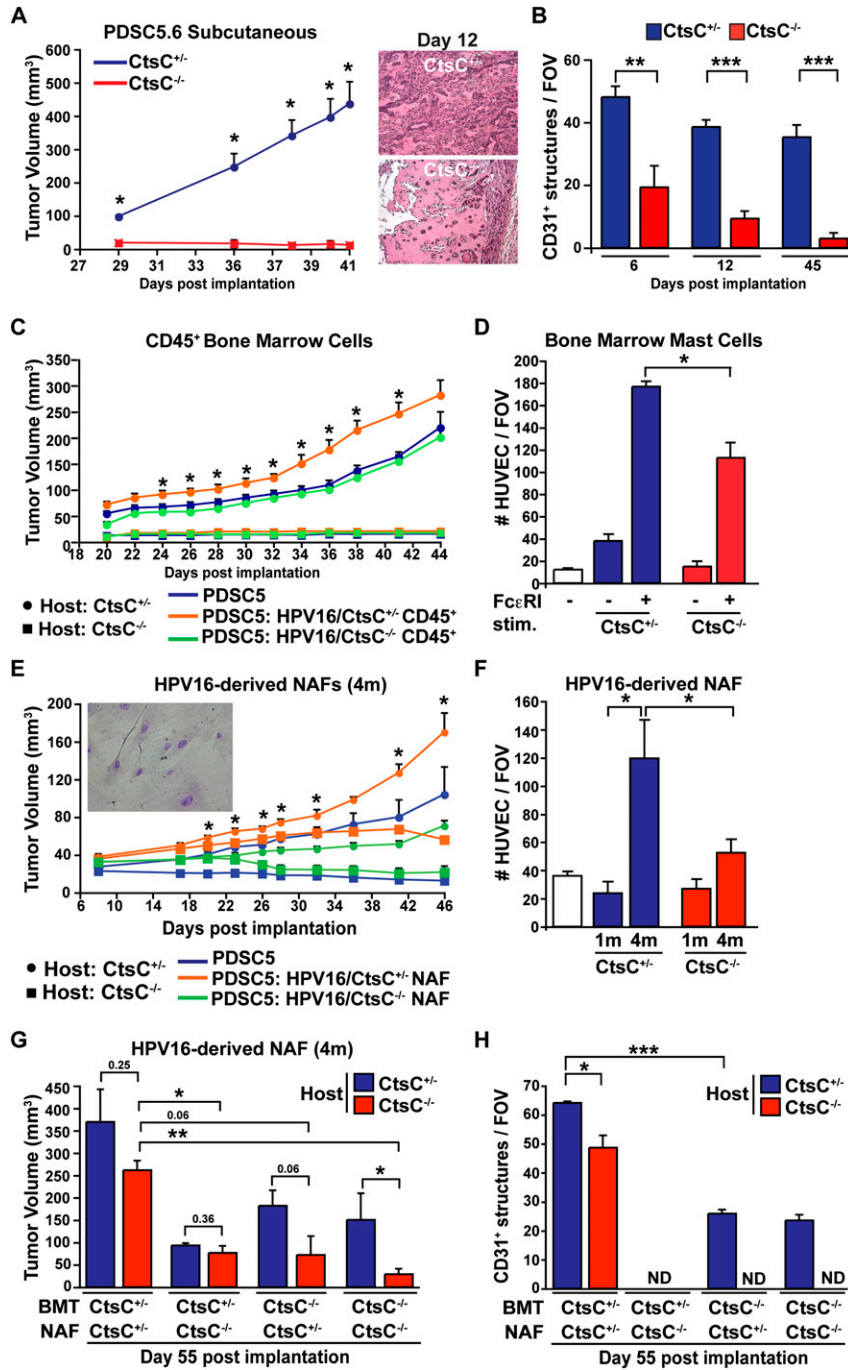 A
PDSC5.6 Subcutaneous
Tumor Volume (mm³)
600
500
400
300
200
100
0
CtsC⁺/⁻
CtsC⁻/⁻
*
*
*
*
*
27 29 31 33 35 37 39 41
Days post implantation
Day 12
CtsC⁺/⁻
CtsC⁻/⁻
B
CtsC⁺/⁻ CtsC⁻/⁻
CD31⁺ structures / FOV
60
40
20
0
** *** ***
6 12 45
Days post implantation
C
CD45⁺ Bone Marrow Cells
Tumor Volume (mm³)
350
300
250
200
150
100
50
0
* * * * * * * * *
18 20 22 24 26 28 30 32 34 36 38 40 42 44
Days post implantation
Host: CtsC⁺/⁻
Host: CtsC⁻/⁻
PDSC5
PDSC5: HPV16/CtsC⁺/⁻ CD45⁺
PDSC5: HPV16/CtsC⁻/⁻ CD45⁺
D
Bone Marrow Mast Cells
# HUVEC / FOV
200
180
160
140
120
100
80
60
40
20
0
*
FcεRI - - + - +
stim. CtsC⁺/⁻ CtsC⁻/⁻
E
HPV16-derived NAFs (4m)
Tumor Volume (mm³)
200
160
120
80
40
0
* * * * * * *
6 10 14 18 22 26 30 34 38 42 46
Days post implantation
Host: CtsC⁺/⁻
Host: CtsC⁻/⁻
PDSC5
PDSC5: HPV16/CtsC⁺/⁻ NAF
PDSC5: HPV16/CtsC⁻/⁻ NAF
F
HPV16-derived NAF
# HUVEC / FOV
160
140
120
100
80
60
40
20
0
* *
1m 4m 1m 4m
CtsC⁺/⁻ CtsC⁻/⁻
G
HPV16-derived NAF (4m)
Tumor Volume (mm³)
450
400
350
300
250
200
150
100
50
0
Host
CtsC⁺/⁻
CtsC⁻/⁻
0.25
*
0.06
**
0.36
0.06
*
BMT CtsC⁺/⁻ CtsC⁺/⁻ CtsC⁻/⁻ CtsC⁻/⁻
NAF CtsC⁺/⁻ CtsC⁻/⁻ CtsC⁺/⁻ CtsC⁻/⁻
Day 55 post implantation
H
CD31⁺ structures / FOV
70
60
50
40
30
20
10
0
***
*
Host
CtsC⁺/⁻
CtsC⁻/⁻
ND ND ND
BMT CtsC⁺/⁻ CtsC⁺/⁻ CtsC⁻/⁻ CtsC⁻/⁻
NAF CtsC⁺/⁻ CtsC⁻/⁻ CtsC⁺/⁻ CtsC⁻/⁻
Day 55 post implantation